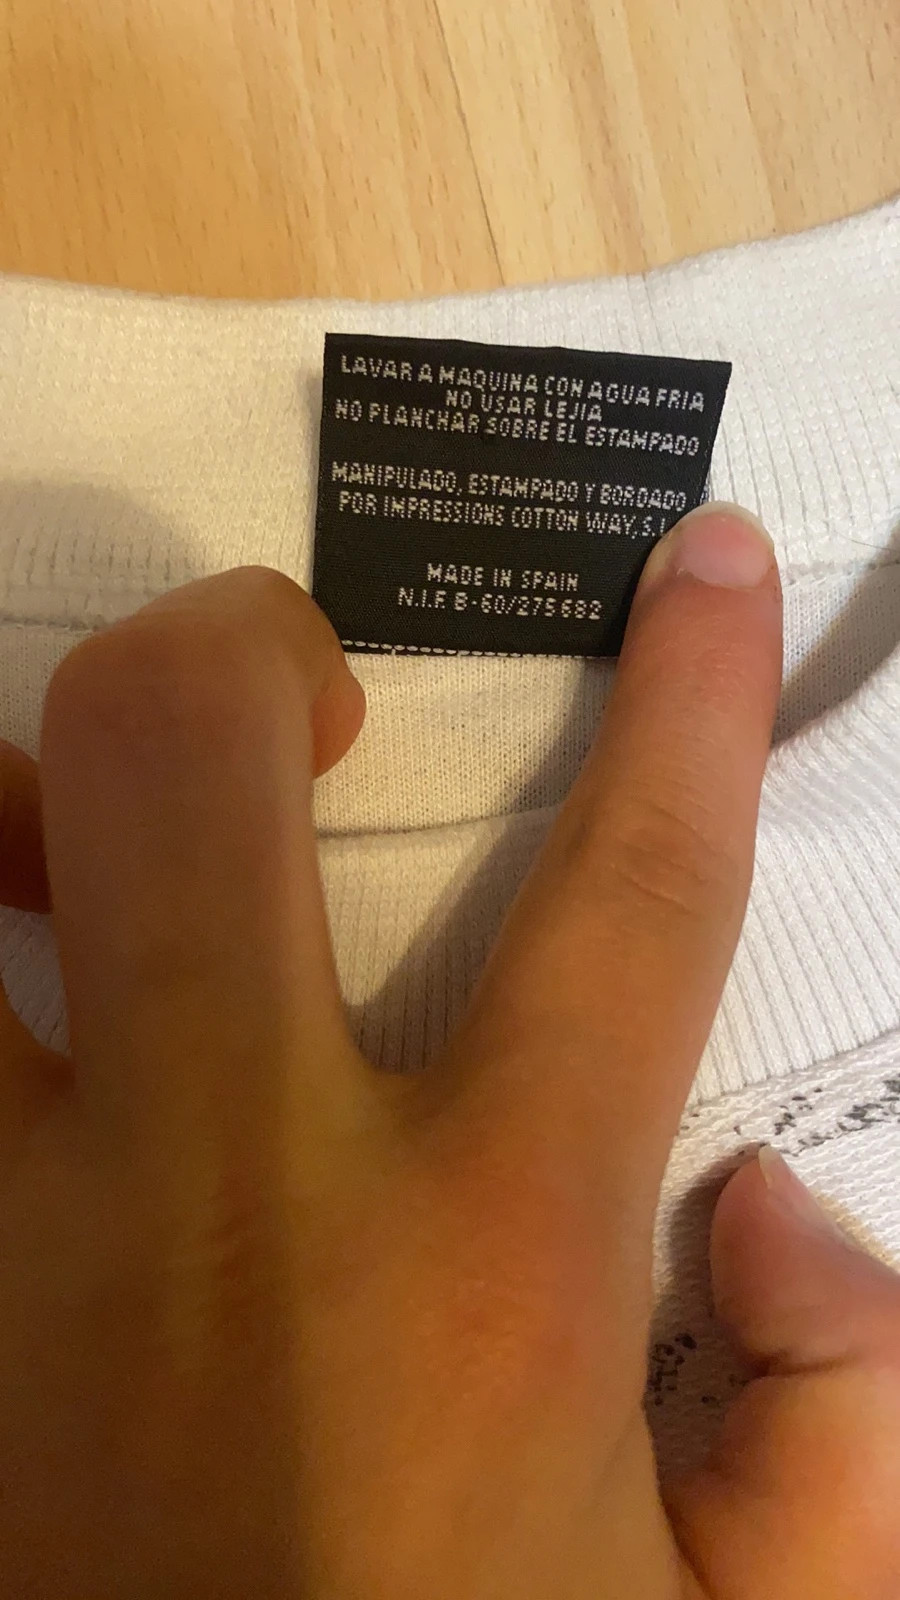 LAVAR A MAQUINA CON AGUA FRIA
NO USAR LEJIA
NO PLANCHAR SOBRE EL ESTAMPADO
MANIPULADO, ESTAMPADO Y BORDADO
POR IMPRESSIONS COTTON WAY, S.L
MADE IN SPAIN
N.I.F. B-60/275682